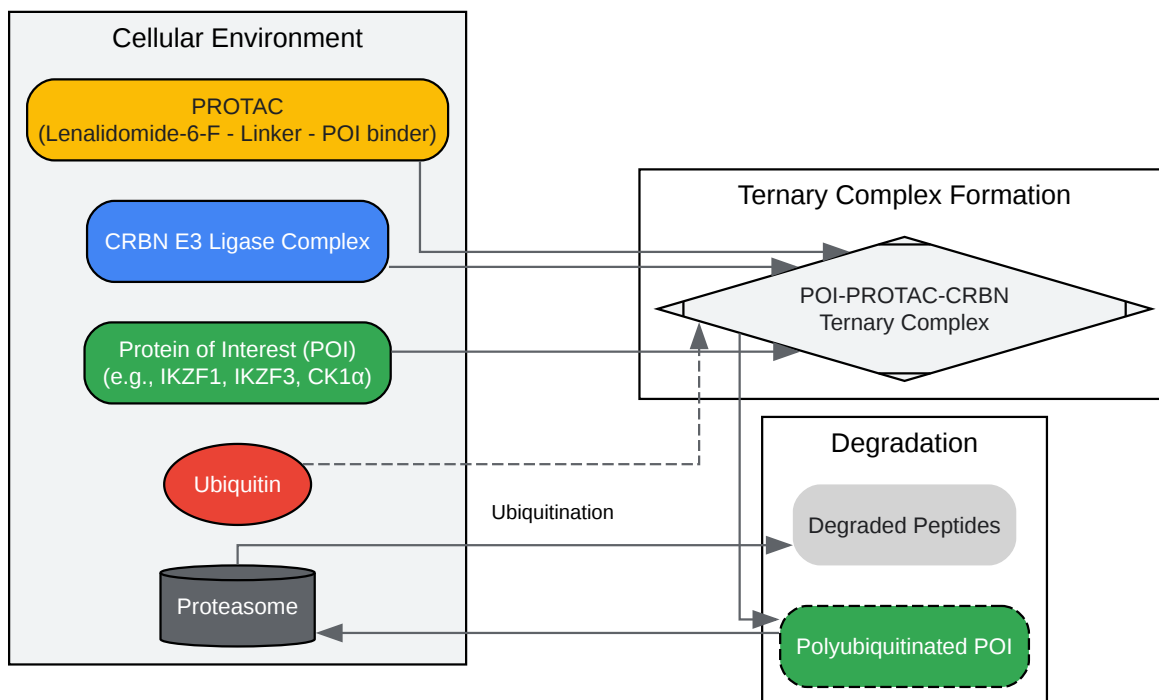 Cellular Environment
PROTAC
(Lenalidomide-6-F - Linker - POI binder)
CRBN E3 Ligase Complex
Protein of Interest (POI)
(e.g., IKZF1, IKZF3, CK1α)
Ubiquitin
Proteasome
Ubiquitination
Ternary Complex Formation
POI-PROTAC-CRBN
Ternary Complex
Degradation
Degraded Peptides
Polyubiquitinated POI